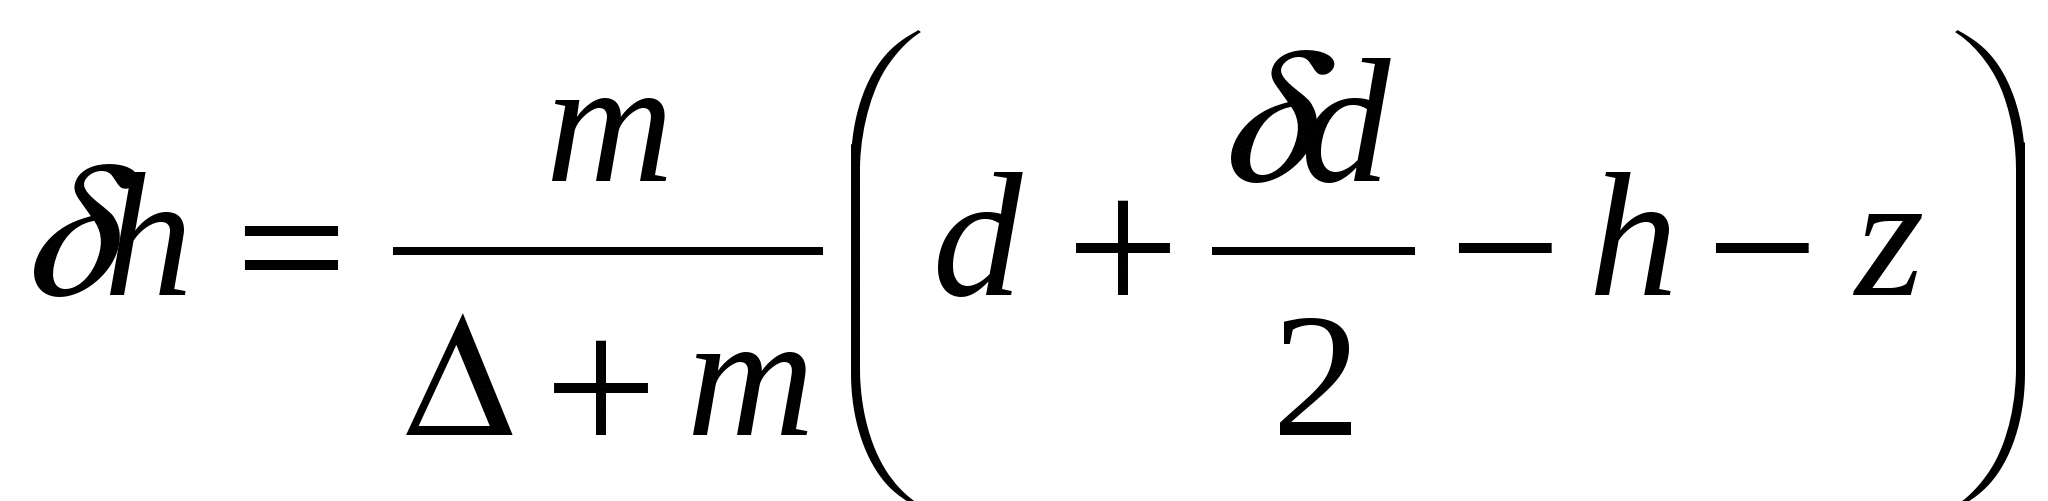 δh = m/(Δ + m) (d + δd/2 − h − z)